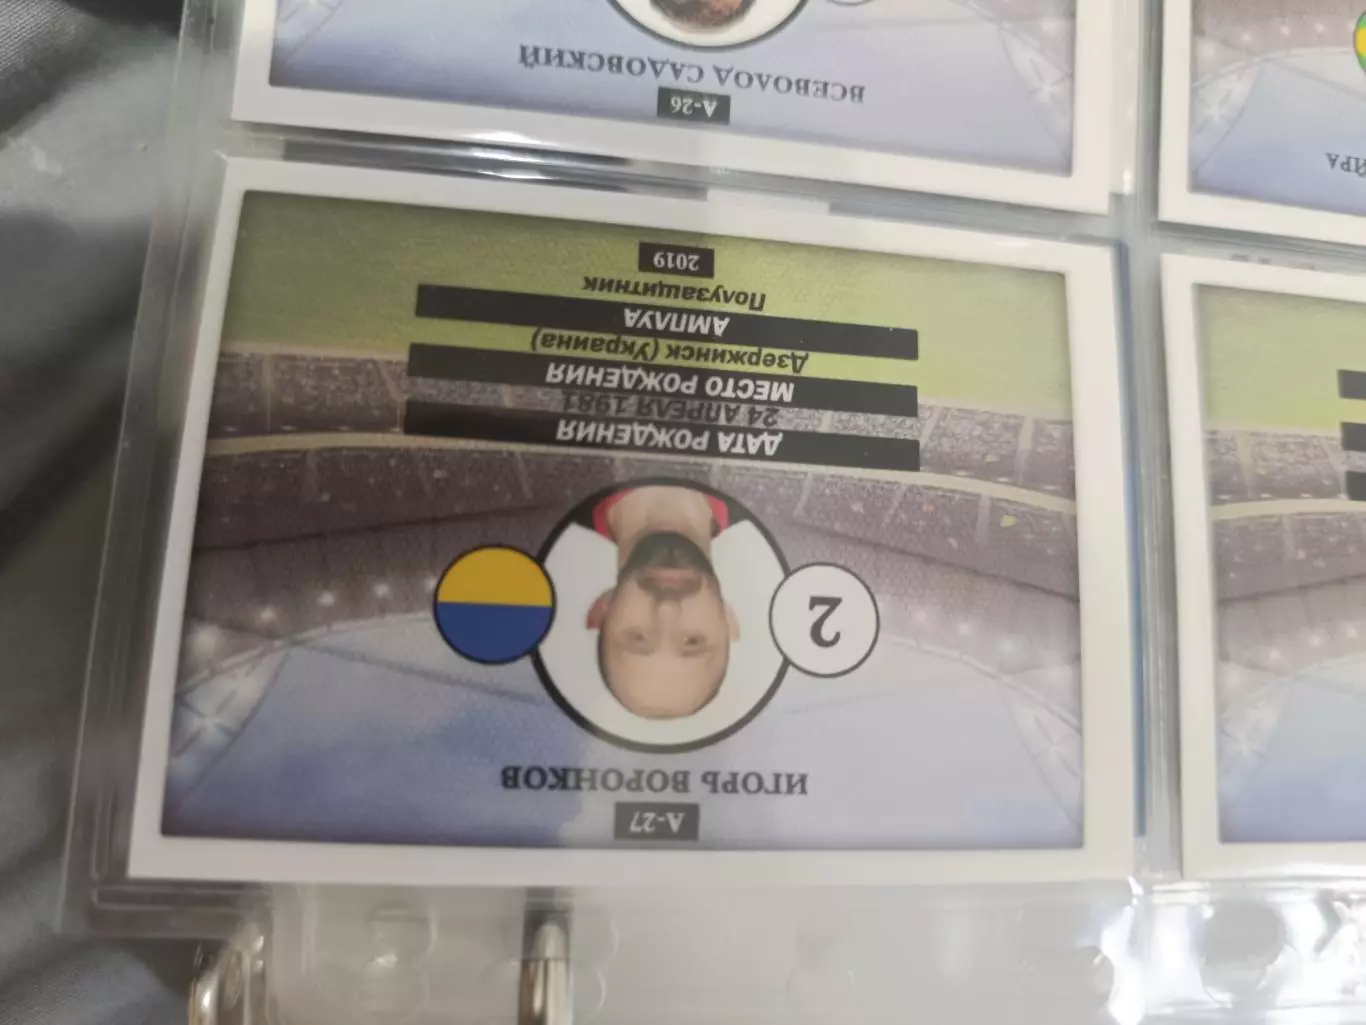 А-27
ИГОРЬ ВОРОНКОВ
2
ДАТА РОЖДЕНИЯ
24 АПРЕЛЯ 1981
МЕСТО РОЖДЕНИЯ
Дзержинск (Украина)
АМПЛУА
Полузащитник
2019
А-26
ВСЕВОЛОД САДОВСКИЙ